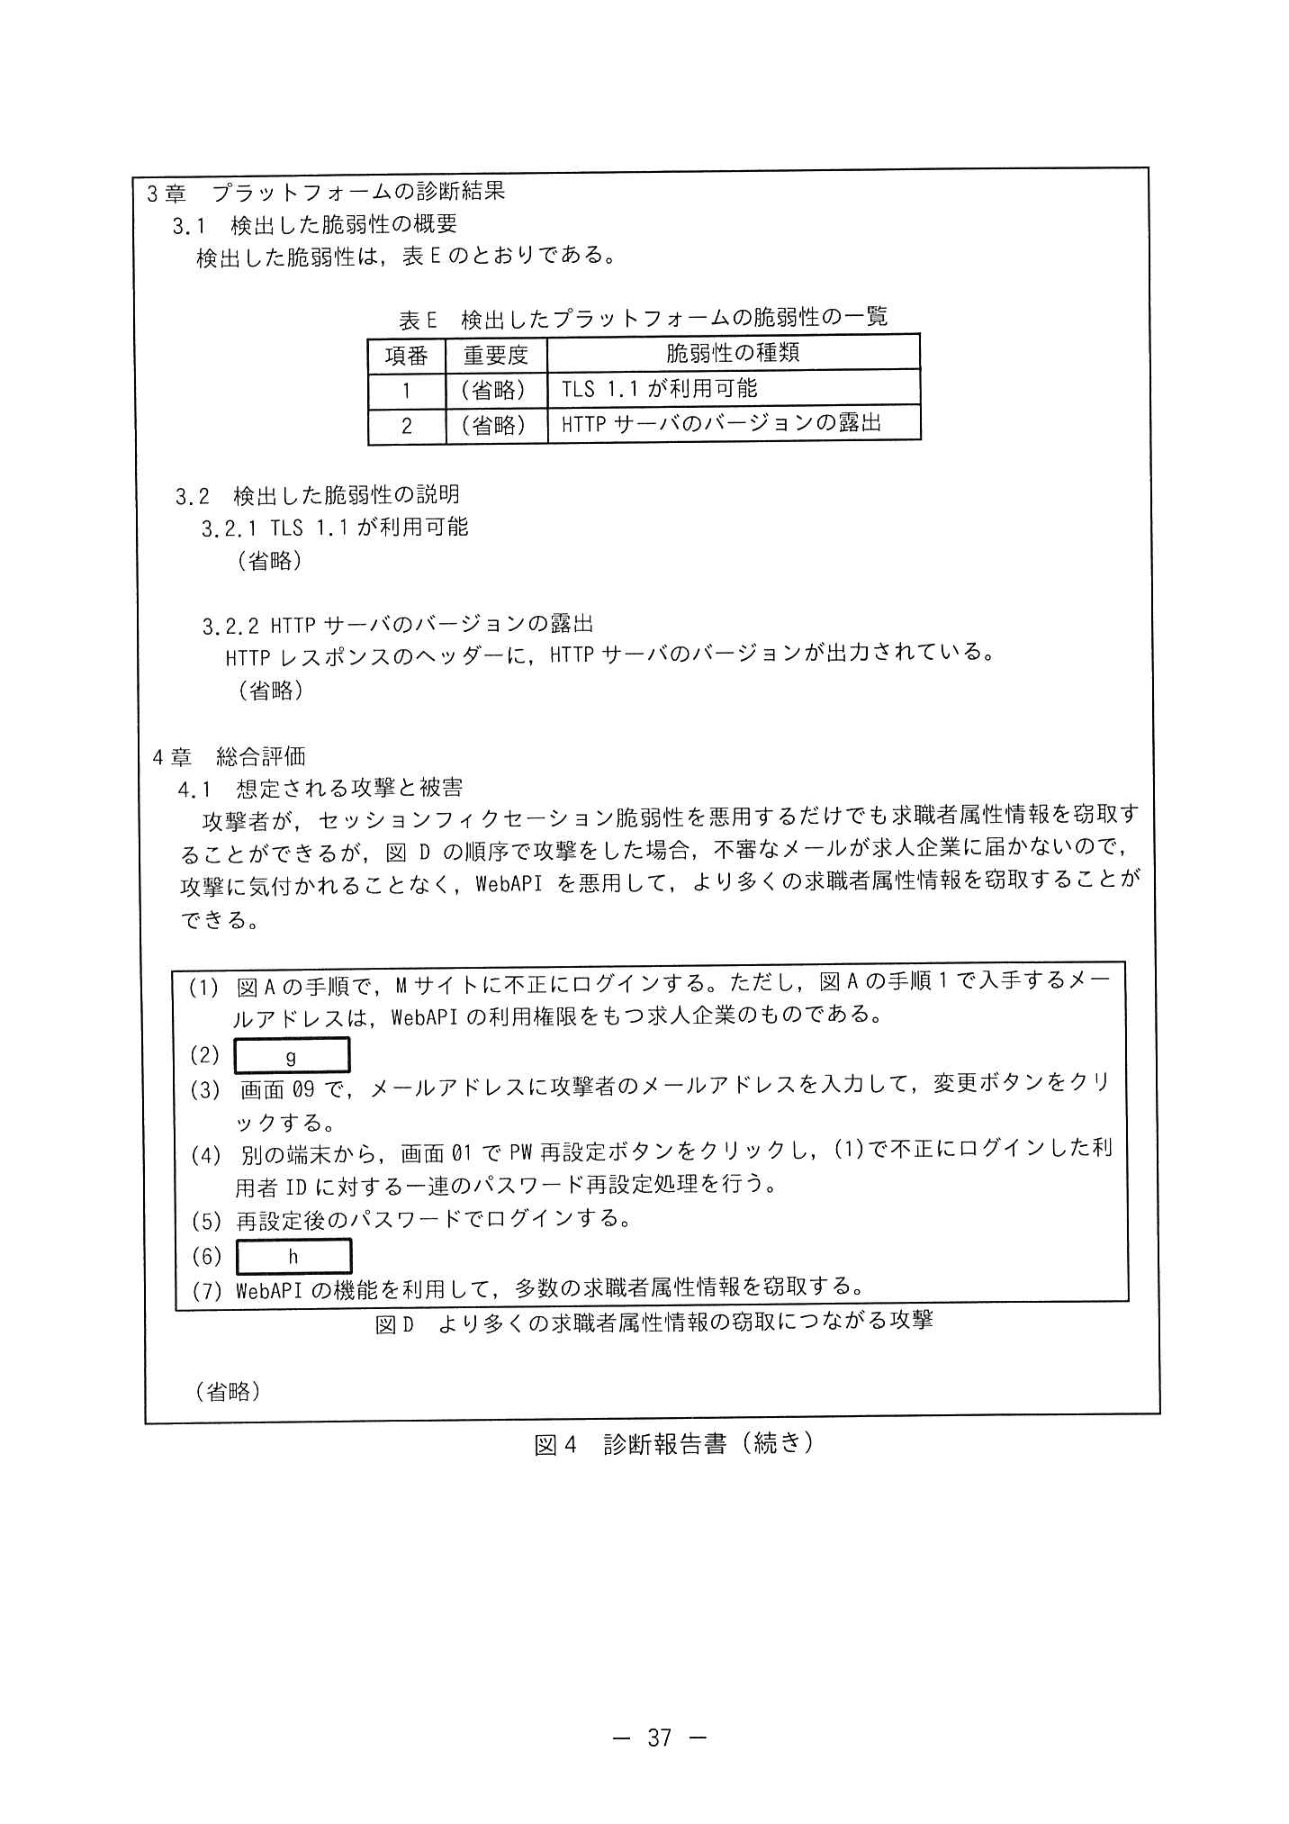 3章 プラットフォームの診断結果
3.1 検出した脆弱性の概要
検出した脆弱性は，表Eのとおりである。
表E 検出したプラットフォームの脆弱性の一覧
項番 重要度 脆弱性の種類
1 （省略） TLS 1.1が利用可能
2 （省略） HTTPサーバのバージョンの露出
3.2 検出した脆弱性の説明
3.2.1 TLS 1.1が利用可能
（省略）
3.2.2 HTTPサーバのバージョンの露出
HTTPレスポンスのヘッダーに，HTTPサーバのバージョンが出力されている。
（省略）
4章 総合評価
4.1 想定される攻撃と被害
攻撃者が，セッションフィクセーション脆弱性を悪用するだけでも求職者属性情報を窃取す
ることができるが，図Dの順序で攻撃をした場合，不審なメールが求人企業に届かないので，
攻撃に気付かれることなく，WebAPIを悪用して，より多くの求職者属性情報を窃取することが
できる。
(1) 図Aの手順で，Mサイトに不正にログインする。ただし，図Aの手順1で入手するメー
ルアドレスは，WebAPIの利用権限をもつ求人企業のものである。
(2) g
(3) 画面09で，メールアドレスに攻撃者のメールアドレスを入力して，変更ボタンをクリ
ックする。
(4) 別の端末から，画面01でPW再設定ボタンをクリックし，(1)で不正にログインした利
用者IDに対する一連のパスワード再設定処理を行う。
(5) 再設定後のパスワードでログインする。
(6) h
(7) WebAPIの機能を利用して，多数の求職者属性情報を窃取する。
図D より多くの求職者属性情報の窃取につながる攻撃
（省略）
図4 診断報告書（続き）
－ 37 －